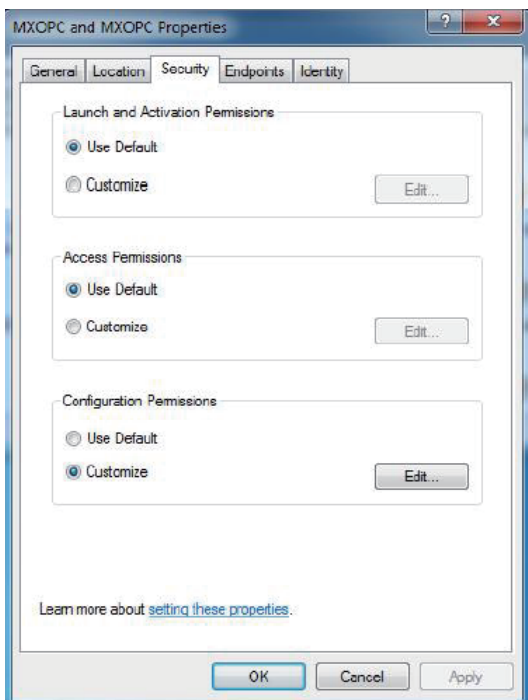 MXOPC and MXOPC Properties
?
General Location Security Endpoints Identity
Launch and Activation Permissions
Use Default
Customize
Edit...
Access Permissions
Use Default
Customize
Edit...
Configuration Permissions
Use Default
Customize
Edit...
Learn more about setting these properties.
OK Cancel Apply